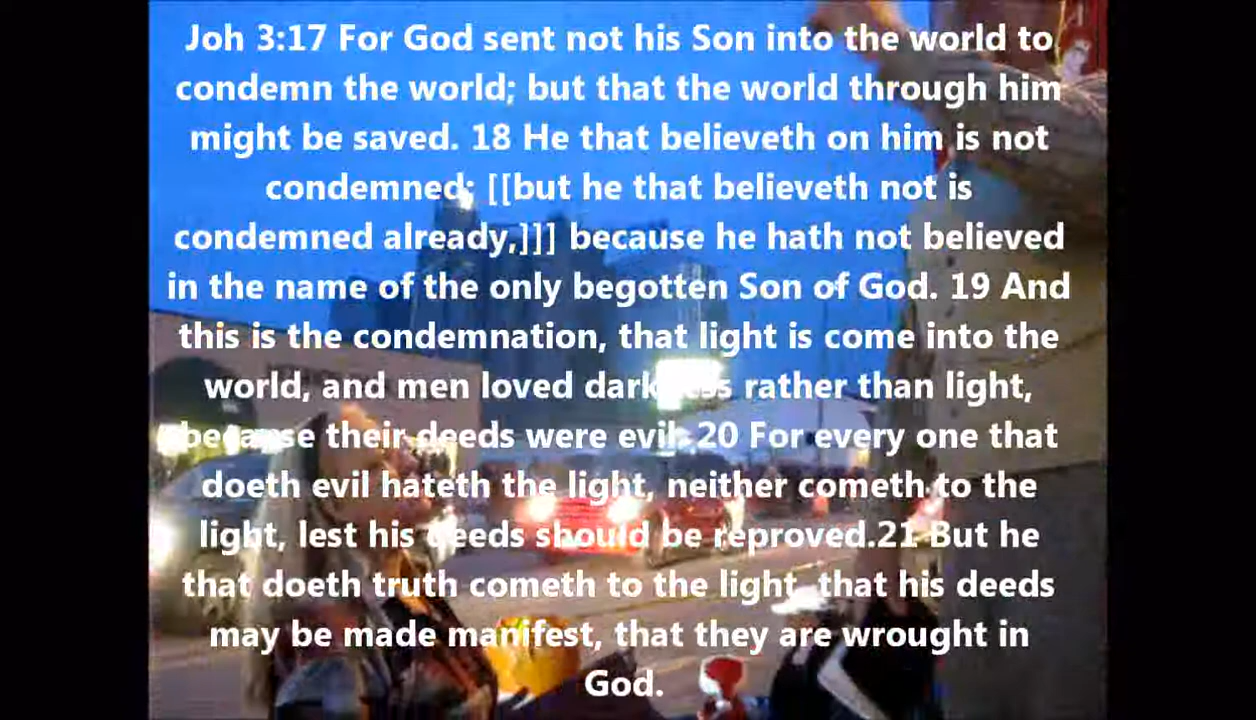 Joh 3:17 For God sent not his Son into the world to
condemn the world; but that the world through him
might be saved. 18 He that believeth on him is not
condemned; [[but he that believeth not is
condemned already,]]] because he hath not believed
in the name of the only begotten Son of God. 19 And
this is the condemnation, that light is come into the
world, and men loved darkness rather than light,
because their deeds were evil. 20 For every one that
doeth evil hateth the light, neither cometh to the
light, lest his deeds should be reproved.21 But he
that doeth truth cometh to the light, that his deeds
may be made manifest, that they are wrought in
God.